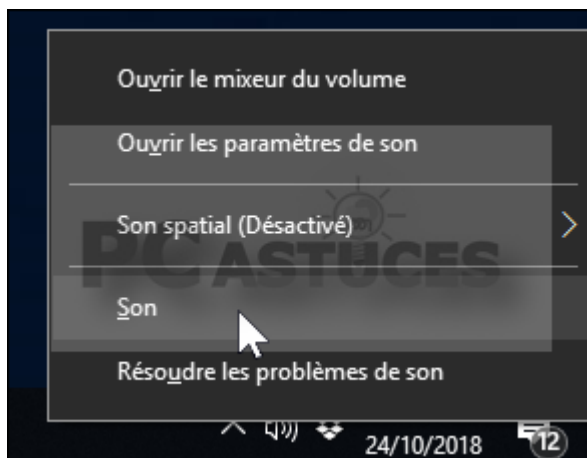 Ouvrir le mixeur du volume
Ouvrir les paramètres de son
Son spatial (Désactivé)
PC ASTUCES
Son
Résoudre les problèmes de son
24/10/2018
12